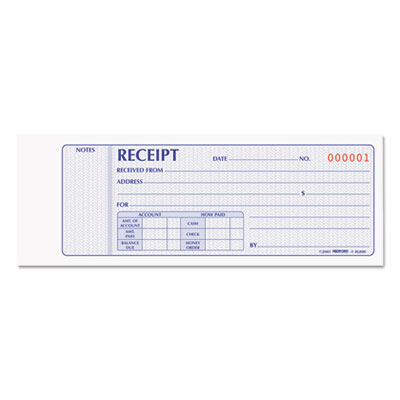 NOTES
RECEIPT DATE NO. 000001
RECEIVED FROM
ADDRESS
$
FOR
ACCOUNT HOW PAID
AMT. OF ACCOUNT CASH
AMT. PAID CHECK
BALANCE DUE MONEY ORDER
BY
REDIFORM